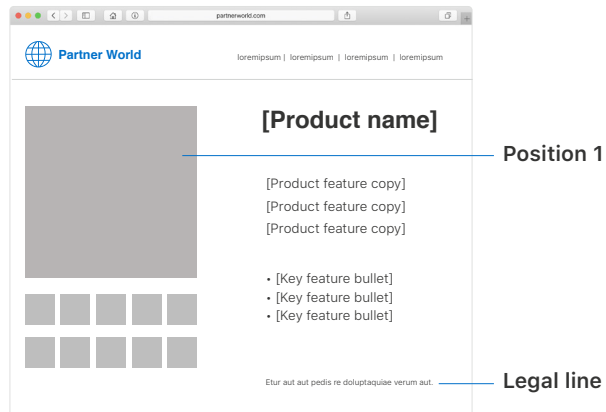 partnerworld.com
Partner World
loremipsum | loremipsum | loremipsum | loremipsum
[Product name]
Position 1
[Product feature copy]
[Product feature copy]
[Product feature copy]
• [Key feature bullet]
• [Key feature bullet]
• [Key feature bullet]
Etur aut aut pedis re doluptaquiae verum aut.
Legal line